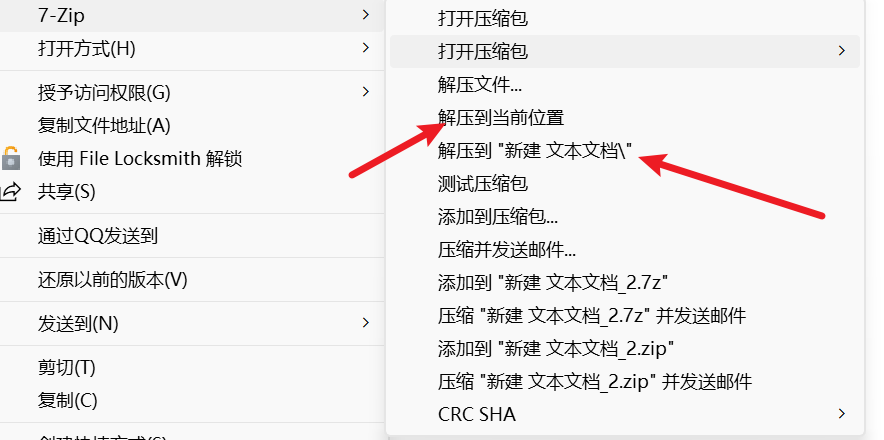 7-Zip
打开方式(H)
授予访问权限(G)
复制文件地址(A)
使用 File Locksmith 解锁
共享(S)
通过QQ发送到
还原以前的版本(V)
发送到(N)
剪切(T)
复制(C)
创建快捷方式(S)
打开压缩包
打开压缩包
解压文件...
解压到当前位置
解压到 "新建 文本文档\"
测试压缩包
添加到压缩包...
压缩并发送邮件...
添加到 "新建 文本文档_2.7z"
压缩 "新建 文本文档_2.7z" 并发送邮件
添加到 "新建 文本文档_2.zip"
压缩 "新建 文本文档_2.zip" 并发送邮件
CRC SHA